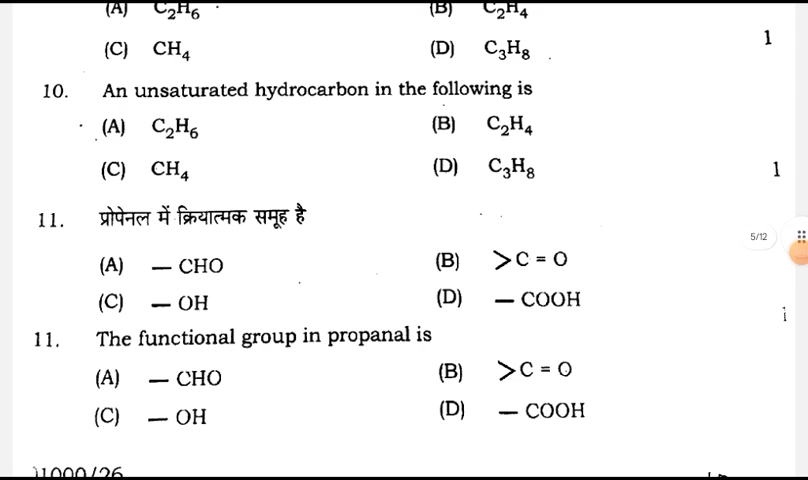 (A) C₂H₆ (B) C₂H₄
(C) CH₄ (D) C₃H₈ 1
10. An unsaturated hydrocarbon in the following is
(A) C₂H₆ (B) C₂H₄
(C) CH₄ (D) C₃H₈ 1
11. प्रोपेनल में क्रियात्मक समूह है
5/12
(A) — CHO (B) >C = O
(C) — OH (D) — COOH 1
11. The functional group in propanal is
(A) — CHO (B) >C = O
(C) — OH (D) — COOH